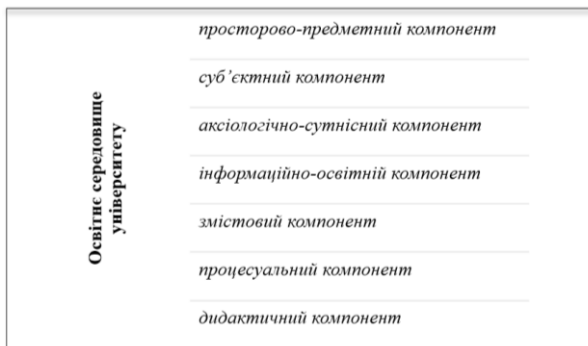 Освітнє середовище
університету
просторово-предметний компонент
суб’єктний компонент
аксіологічно-сутнісний компонент
інформаційно-освітній компонент
змістовий компонент
процесуальний компонент
дидактичний компонент